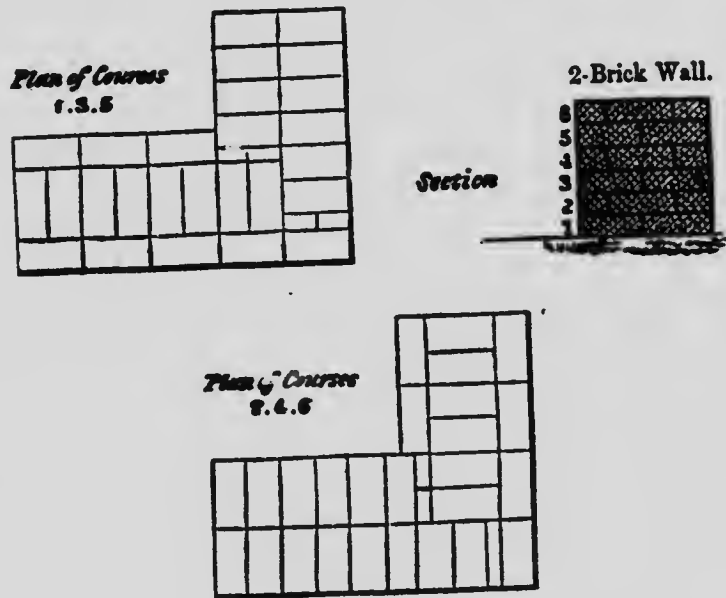 Plan of Courses
1.3.5
2-Brick Wall.
Section
6
5
4
3
2
1
Plan of Courses
2.4.6